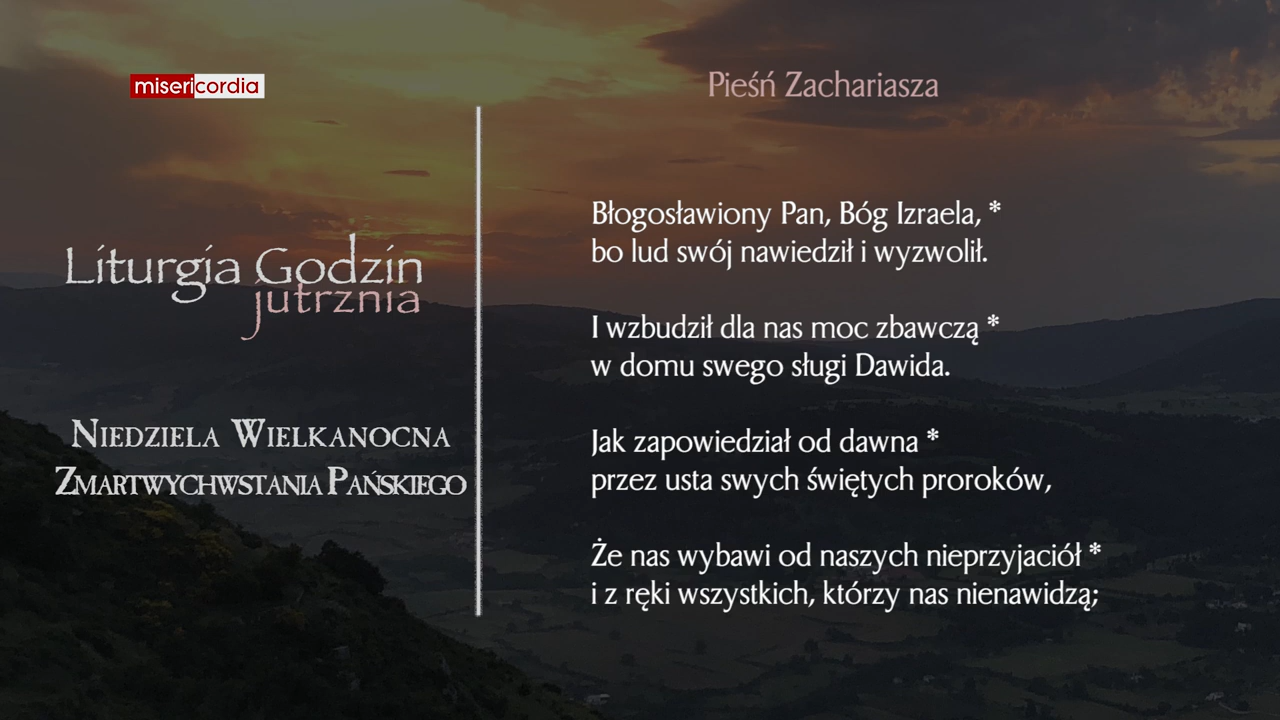 misericordia
Liturgia Godzin
jutrznia
Niedziela Wielkanocna
Zmartwychwstania Pańskiego
Pieśń Zachariasza
Błogosławiony Pan, Bóg Izraela, *
bo lud swój nawiedził i wyzwolił.
I wzbudził dla nas moc zbawczą *
w domu swego sługi Dawida.
Jak zapowiedział od dawna *
przez usta swych świętych proroków,
Że nas wybawi od naszych nieprzyjaciół *
i z ręki wszystkich, którzy nas nienawidzą;